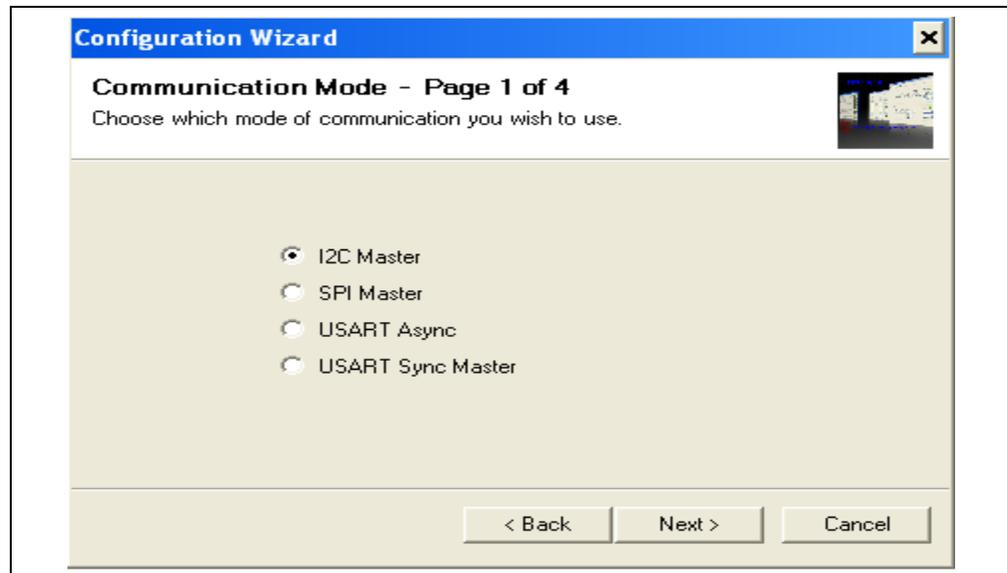 Configuration Wizard
Communication Mode - Page 1 of 4
Choose which mode of communication you wish to use.
I2C Master
SPI Master
USART Async
USART Sync Master
< Back
Next >
Cancel